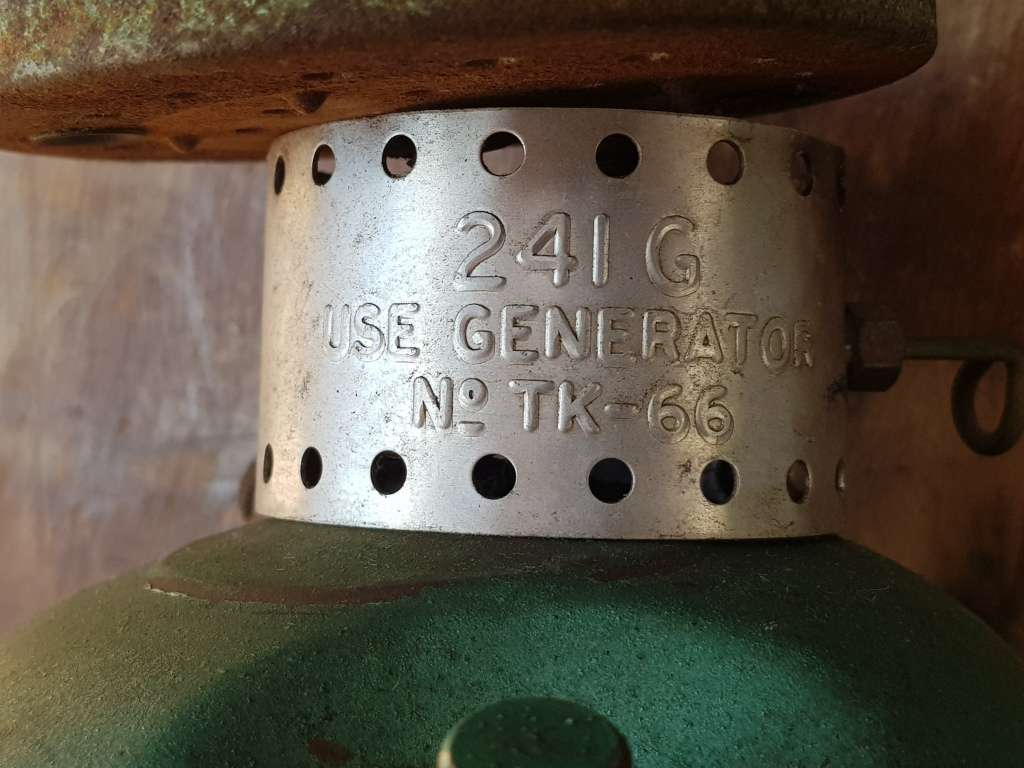 241 G
USE GENERATOR
Nº TK-66